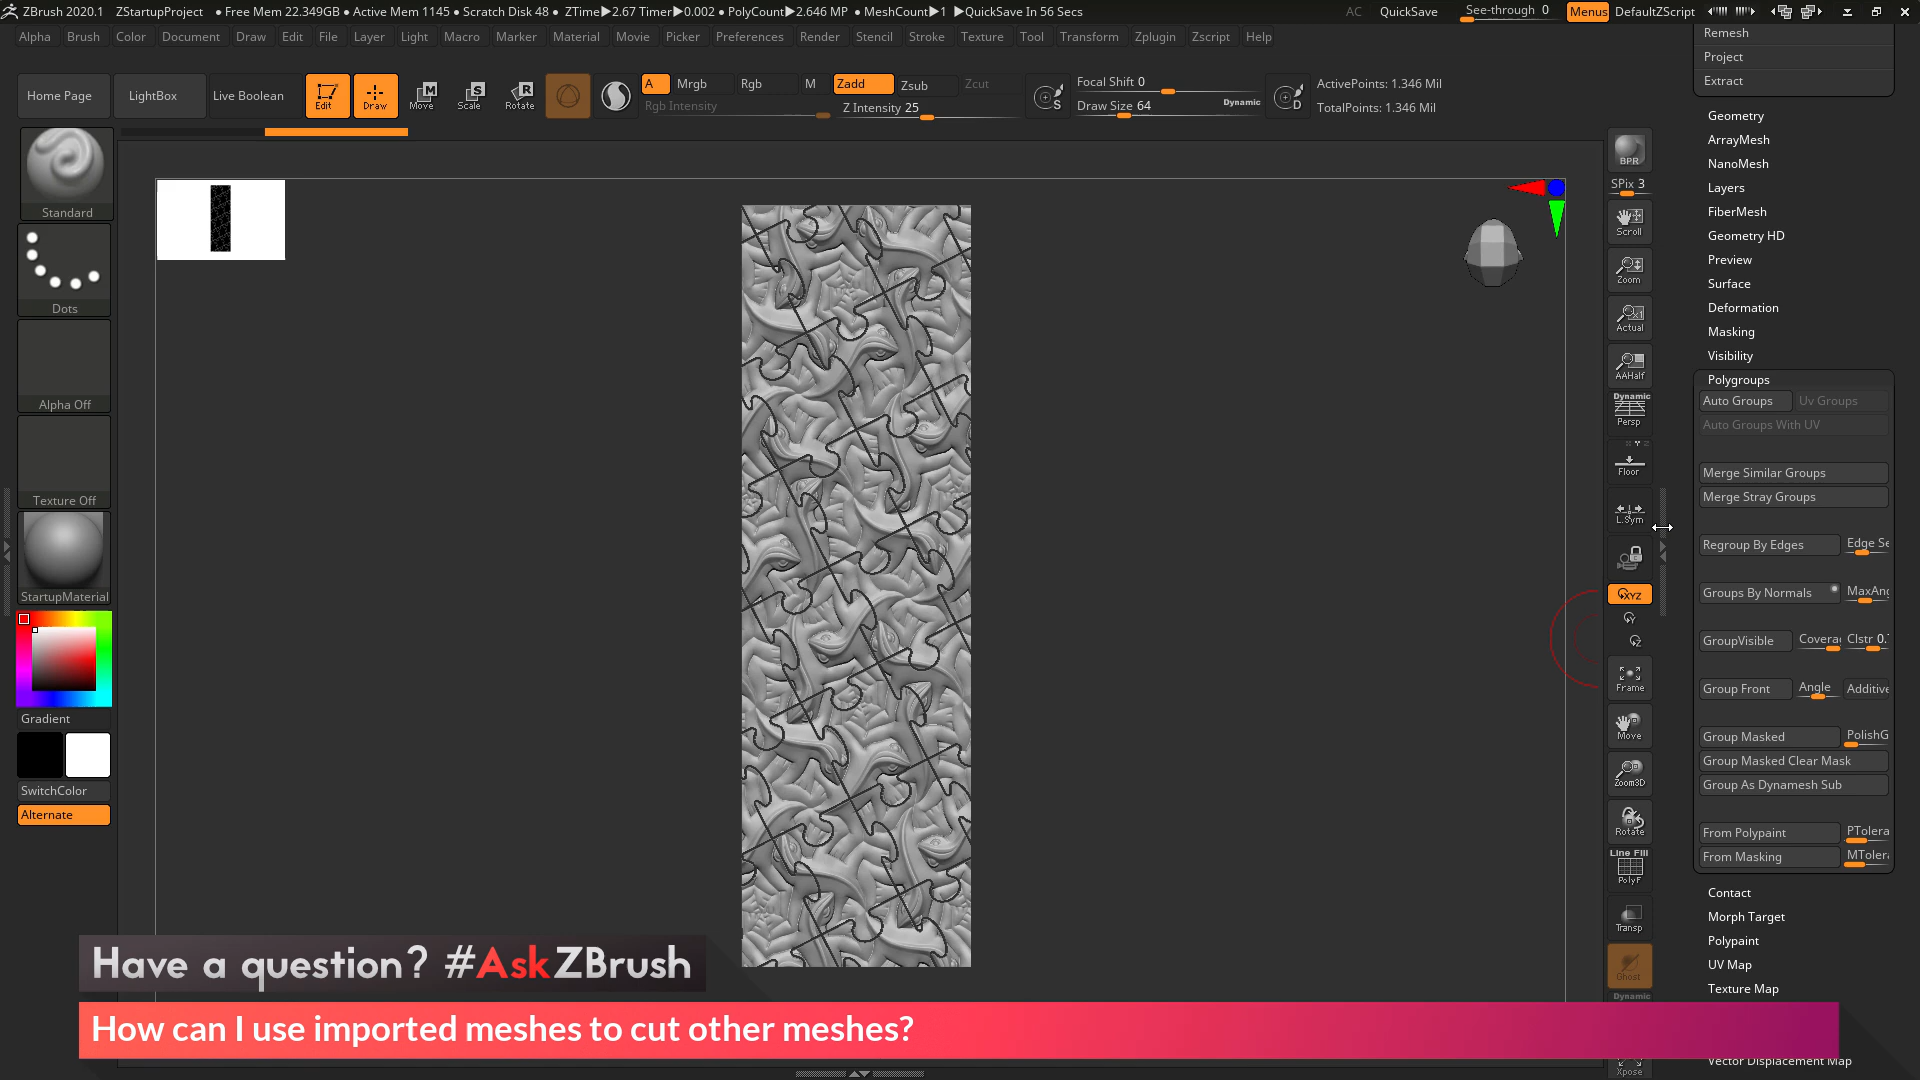 ZBrush 2020.1 ZStartupProject • Free Mem 22.349GB • Active Mem 1145 • Scratch Disk 48 • ZTime▶2.67 Timer▶0.002 • PolyCount▶2.646 MP • MeshCount▶1 ▶QuickSave In 56 Secs AC QuickSave See-through 0 Menus DefaultZScript
Alpha Brush Color Document Draw Edit File Layer Light Macro Marker Material Movie Picker Preferences Render Stencil Stroke Texture Tool Transform Zplugin Zscript Help
Home Page LightBox Live Boolean Edit Draw Move Scale Rotate
A Mrgb Rgb M Zadd Zsub Zcut
Rgb Intensity Z Intensity 25
S Focal Shift 0
Draw Size 64 Dynamic D
ActivePoints: 1.346 Mil
TotalPoints: 1.346 Mil
Standard
Dots
Alpha Off
Texture Off
StartupMaterial
Gradient
SwitchColor
Alternate
BPR
SPix 3
Scroll
Zoom
Actual
AAHalf
Dynamic
Persp
Floor
L.Sym
XYZ
Frame
Move
Zoom3D
Rotate
Line Fill
PolyF
Transp
Ghost
Dynamic
Xpose
Remesh
Project
Extract
Geometry
ArrayMesh
NanoMesh
Layers
FiberMesh
Geometry HD
Preview
Surface
Deformation
Masking
Visibility
Polygroups
Auto Groups Uv Groups
Auto Groups With UV
Merge Similar Groups
Merge Stray Groups
Regroup By Edges Edge Se
Groups By Normals MaxAng
GroupVisible Covera Clstr 0.
Group Front Angle Additive
Group Masked PolishG
Group Masked Clear Mask
Group As Dynamesh Sub
From Polypaint PTolera
From Masking MTolera
Contact
Morph Target
Polypaint
UV Map
Texture Map
Vector Displacement Map
Have a question? #AskZBrush
How can I use imported meshes to cut other meshes?